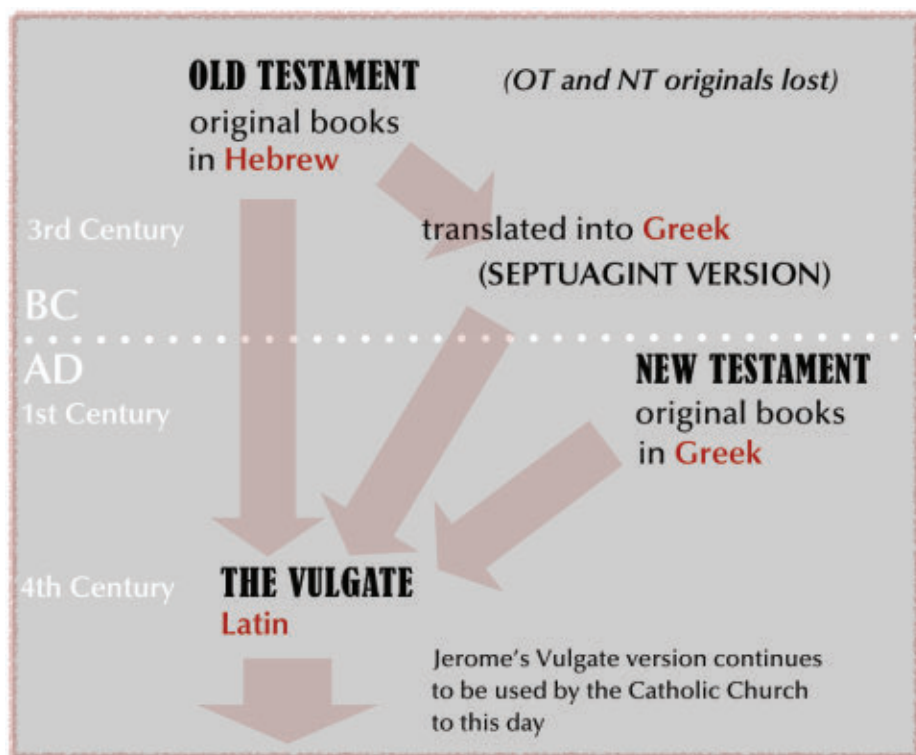 OLD TESTAMENT
(OT and NT originals lost)
original books
in Hebrew
3rd Century
translated into Greek
(SEPTUAGINT VERSION)
BC
AD
NEW TESTAMENT
1st Century
original books
in Greek
4th Century
THE VULGATE
Latin
Jerome's Vulgate version continues
to be used by the Catholic Church
to this day